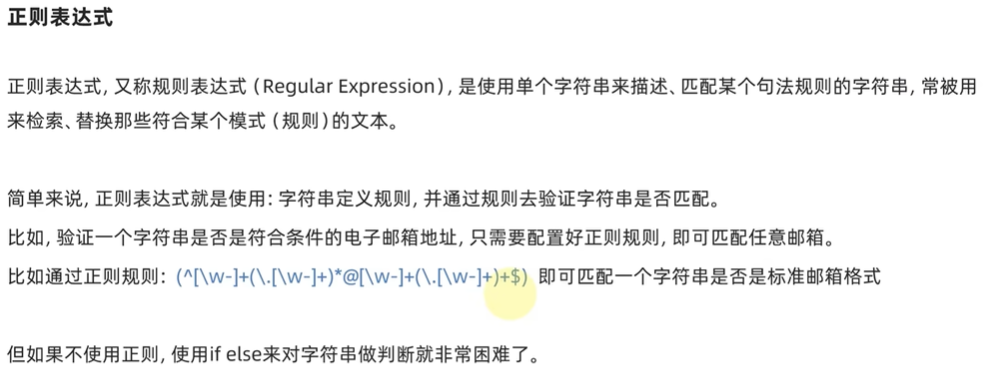 正则表达式
正则表达式，又称规则表达式（Regular Expression），是使用单个字符串来描述、匹配某个句法规则的字符串，常被用
来检索、替换那些符合某个模式（规则）的文本。
简单来说，正则表达式就是使用：字符串定义规则，并通过规则去验证字符串是否匹配。
比如，验证一个字符串是否是符合条件的电子邮箱地址，只需要配置好正则规则，即可匹配任意邮箱。
比如通过正则规则： (^[\w-]+(\.[\w-]+)*@[\w-]+(\.[\w-]+)+$) 即可匹配一个字符串是否是标准邮箱格式
但如果不使用正则，使用if else来对字符串做判断就非常困难了。